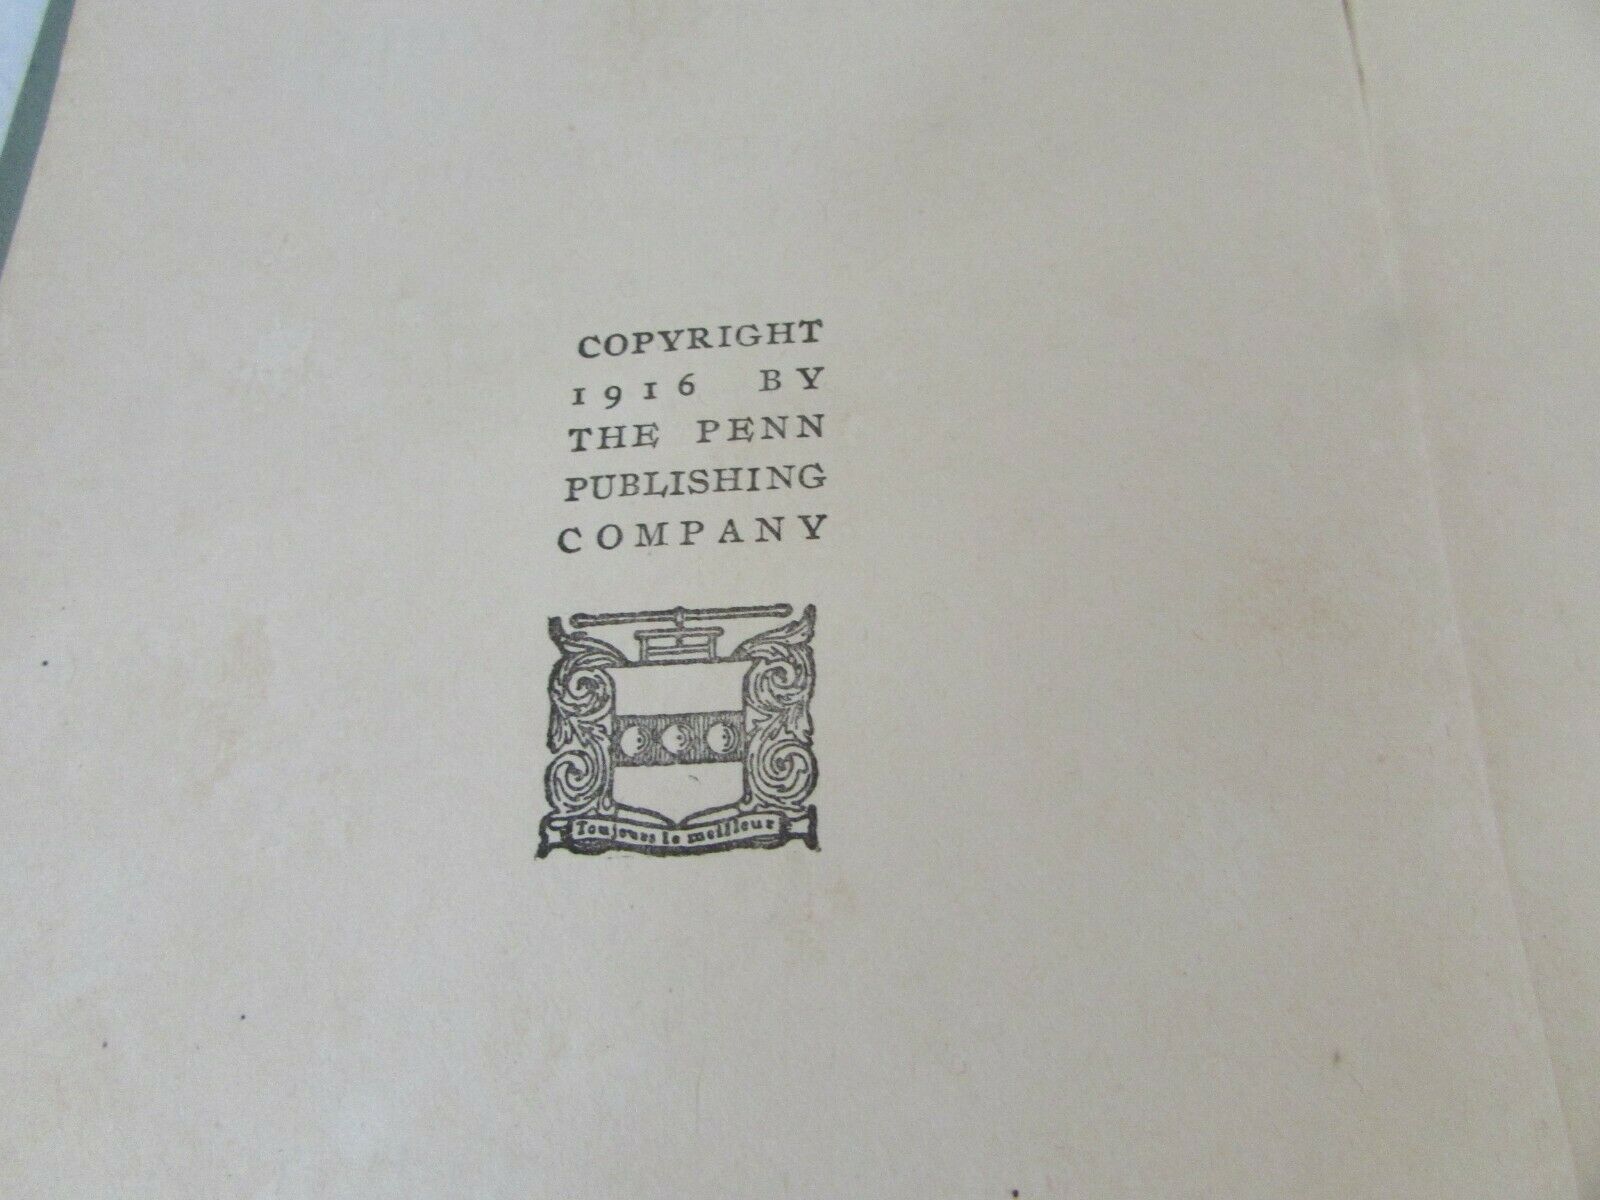 COPYRIGHT
1916 BY
THE PENN
PUBLISHING
COMPANY
Toujours le meilleur